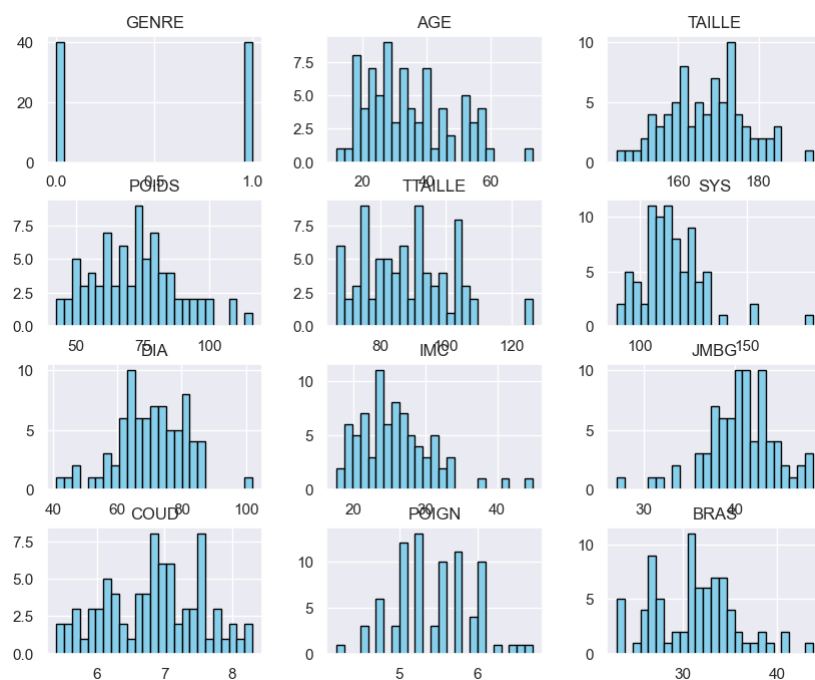 GENRE AGE TAILLE
40 7.5 10
20 5.0 5
2.5
0 0.0 0
0.0 0.5 1.0 20 40 60 160 180
POIDS TTAILLE SYS
7.5 7.5 10
5.0 5.0 5
2.5 2.5
0.0 0.0 0
50 75 100 80 100 120 100 150
DIA IMC JMBG
10 10 10
5 5 5
0 0 0
40 60 80 100 20 30 40 30 40
COUD POIGN BRAS
7.5 10 10
5.0 5 5
2.5
0.0 0 0
6 7 8 5 6 30 40